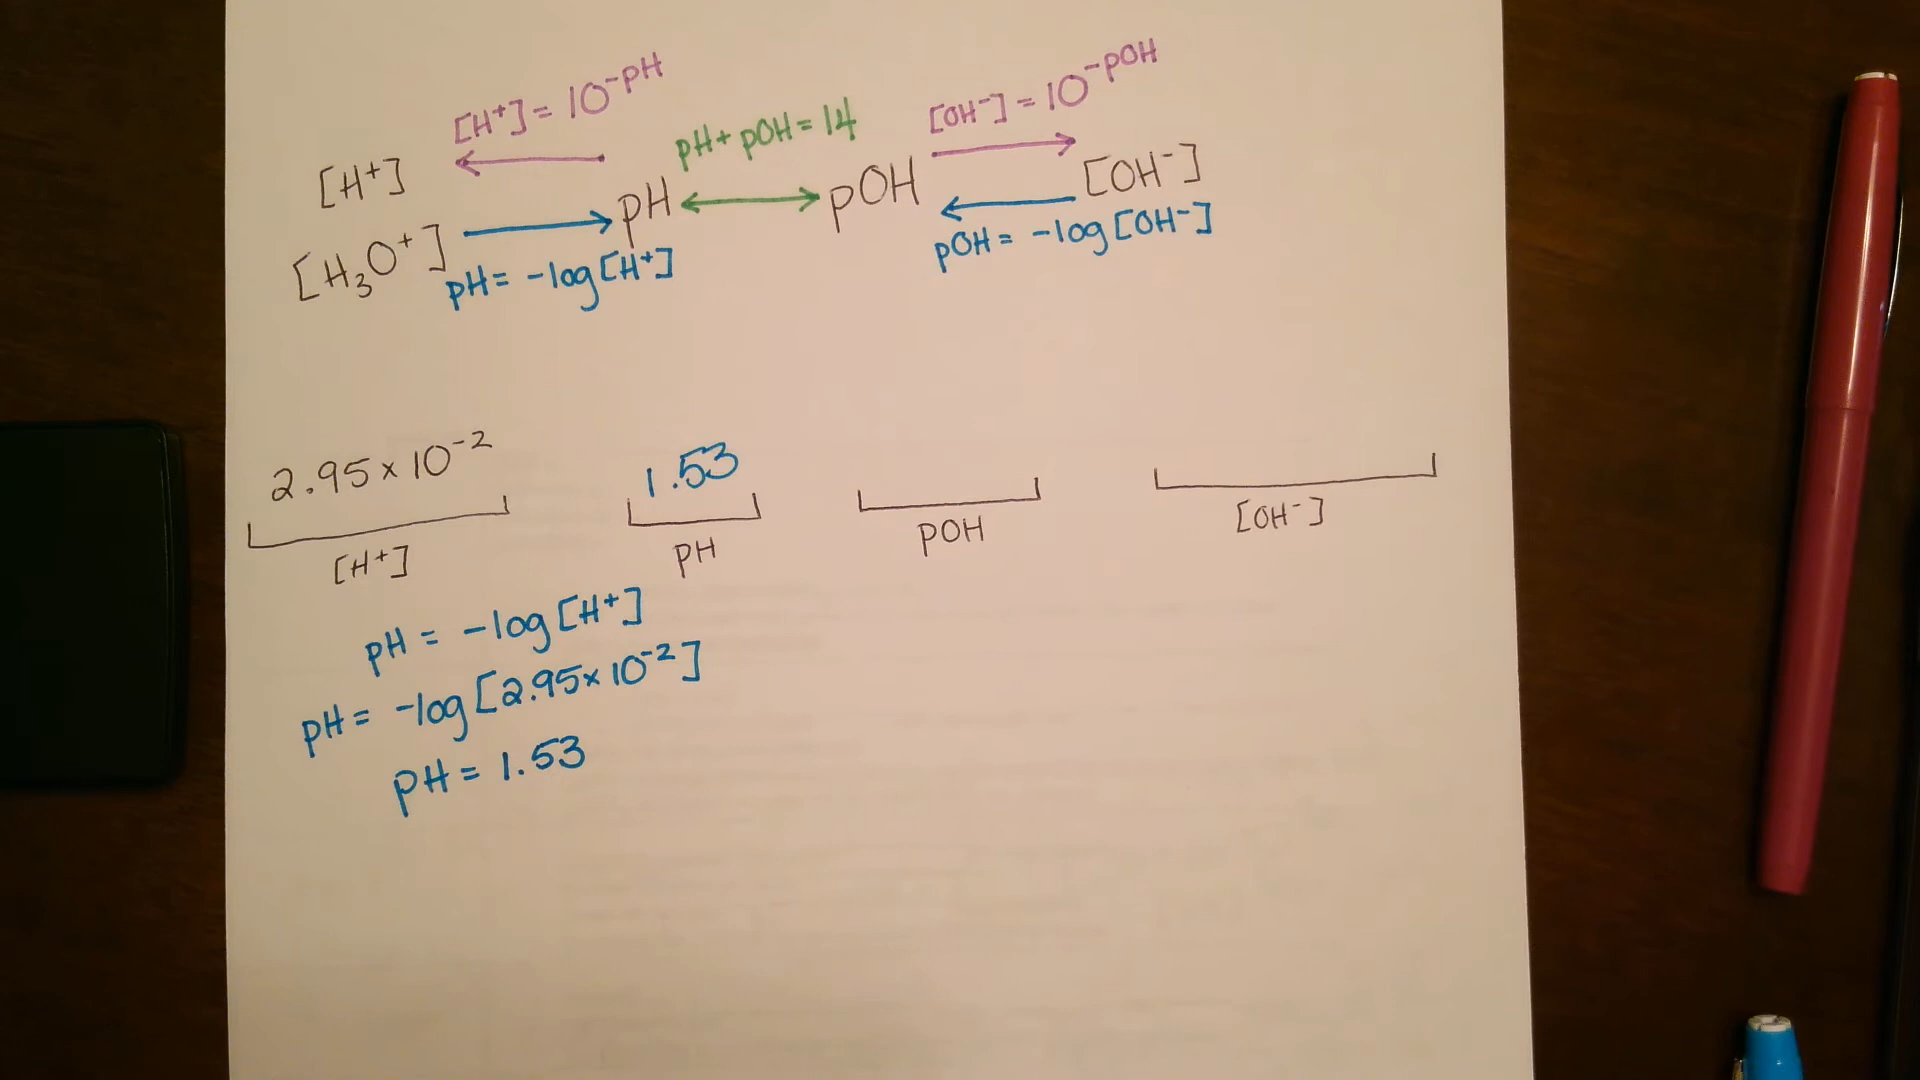 [H⁺] = 10⁻ᵖᴴ
pH + pOH = 14
[OH⁻] = 10⁻ᵖᴼᴴ
[H⁺]
[H₃O⁺]
pH
pOH
[OH⁻]
pH = -log[H⁺]
pOH = -log[OH⁻]
2.95 × 10⁻²
1.53
[H⁺]
pH
pOH
[OH⁻]
pH = -log[H⁺]
pH = -log[2.95 × 10⁻²]
pH = 1.53